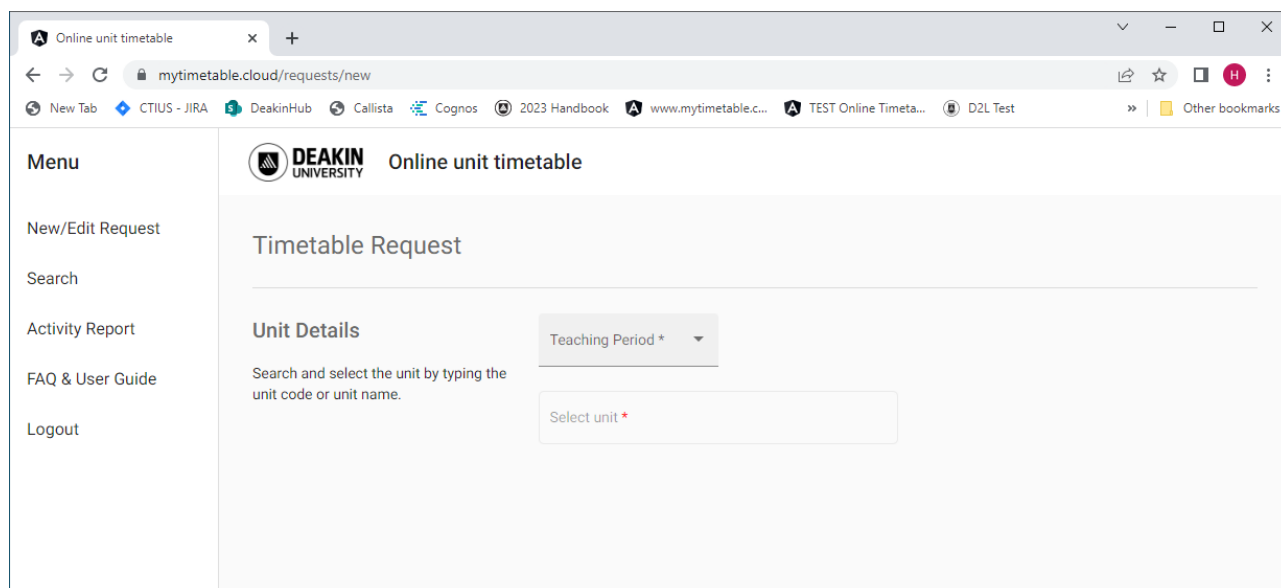 Online unit timetable
mytimetable.cloud/requests/new
H
New Tab CTIUS - JIRA DeakinHub Callista Cognos 2023 Handbook www.mytimetable.c... TEST Online Timeta... D2L Test » Other bookmarks
Menu
DEAKIN
UNIVERSITY
Online unit timetable
New/Edit Request
Search
Activity Report
FAQ & User Guide
Logout
Timetable Request
Unit Details
Search and select the unit by typing the
unit code or unit name.
Teaching Period *
Select unit *